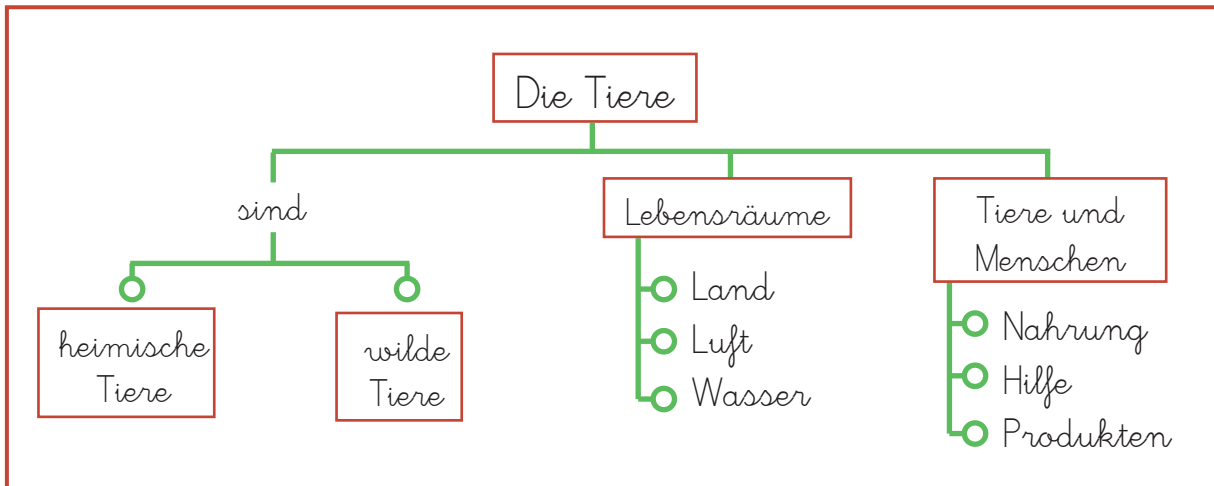 Die Tiere
sind
heimische
Tiere
wilde
Tiere
Lebensräume
Land
Luft
Wasser
Tiere und
Menschen
Nahrung
Hilfe
Produkten